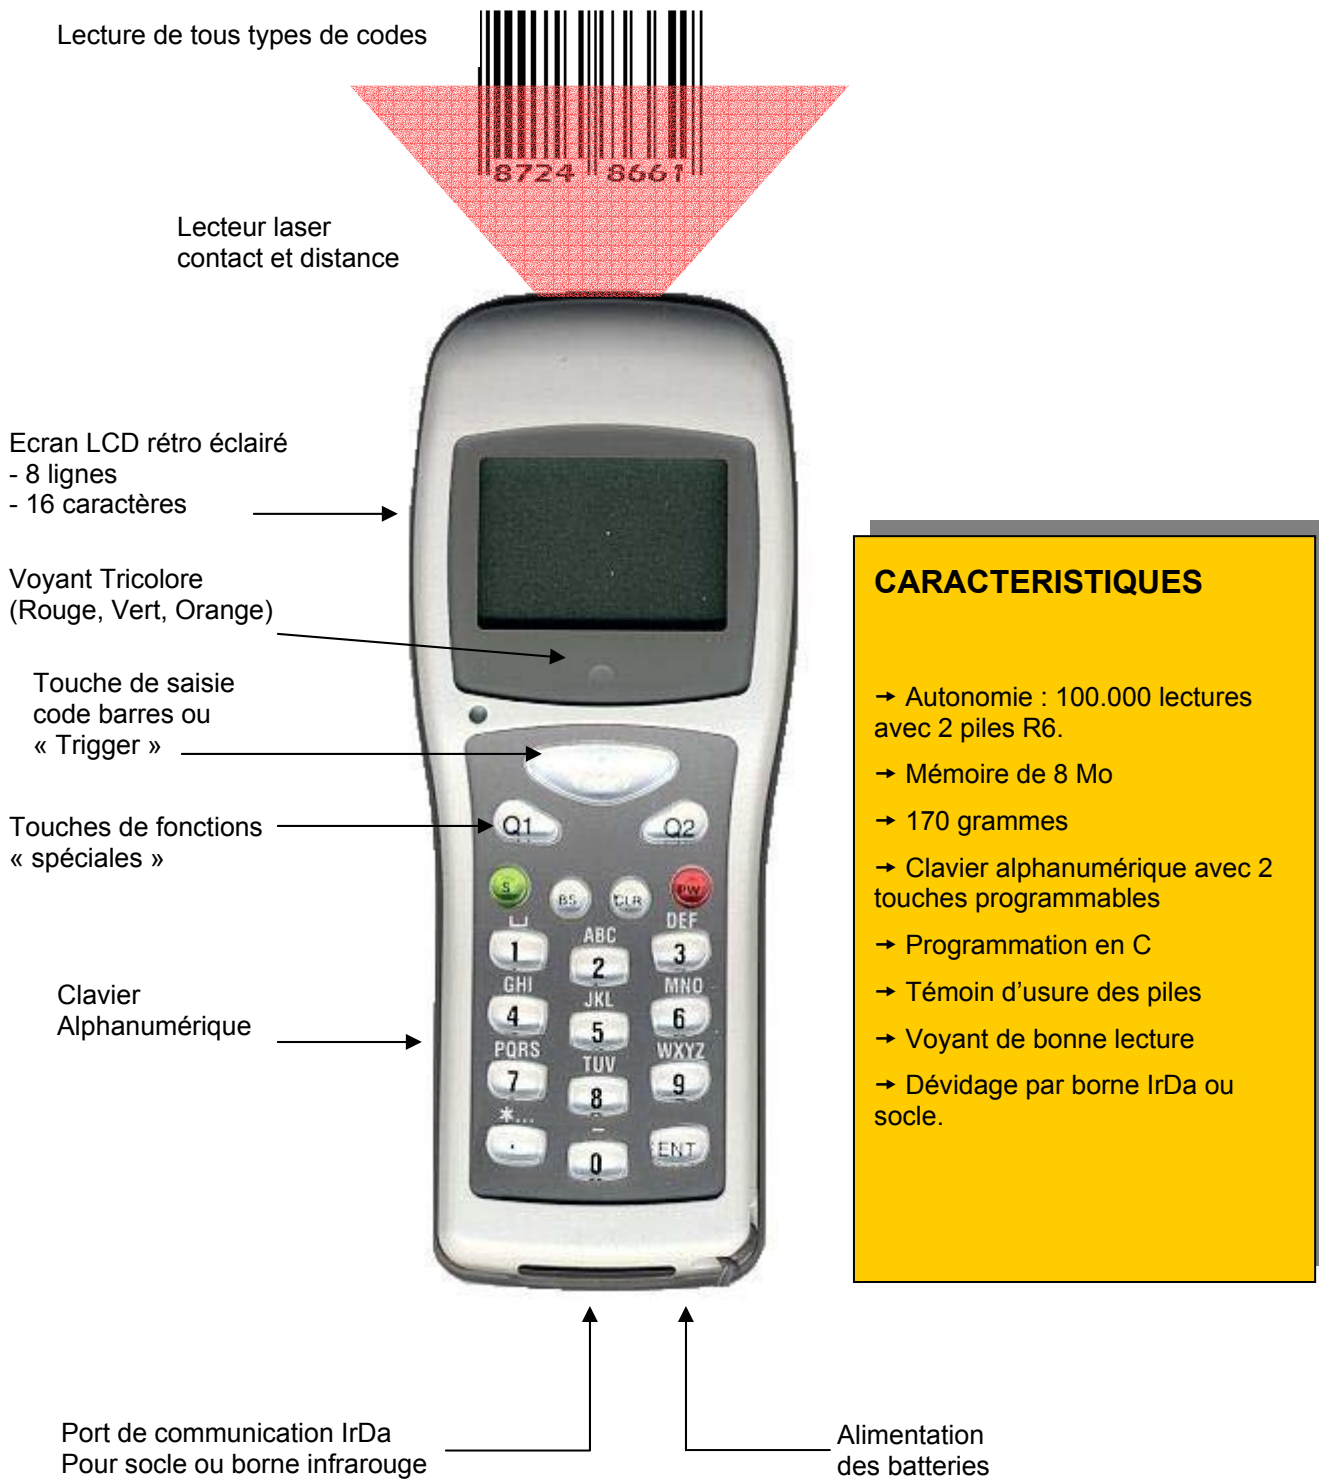 Lecture de tous types de codes
8724 8661
Lecteur laser
contact et distance
Ecran LCD rétro éclairé
- 8 lignes
- 16 caractères
Voyant Tricolore
(Rouge, Vert, Orange)
Touche de saisie
code barres ou
« Trigger »
Touches de fonctions
« spéciales »
Clavier
Alphanumérique
Q1 Q2
S BS CLR PW
ABC DEF
1 2 3
GHI JKL MNO
4 5 6
PQRS TUV WXYZ
7 8 9
*... -
. 0 ENT
CARACTERISTIQUES
→ Autonomie : 100.000 lectures
avec 2 piles R6.
→ Mémoire de 8 Mo
→ 170 grammes
→ Clavier alphanumérique avec 2
touches programmables
→ Programmation en C
→ Témoin d'usure des piles
→ Voyant de bonne lecture
→ Dévidage par borne IrDa ou
socle.
Port de communication IrDa
Pour socle ou borne infrarouge
Alimentation
des batteries